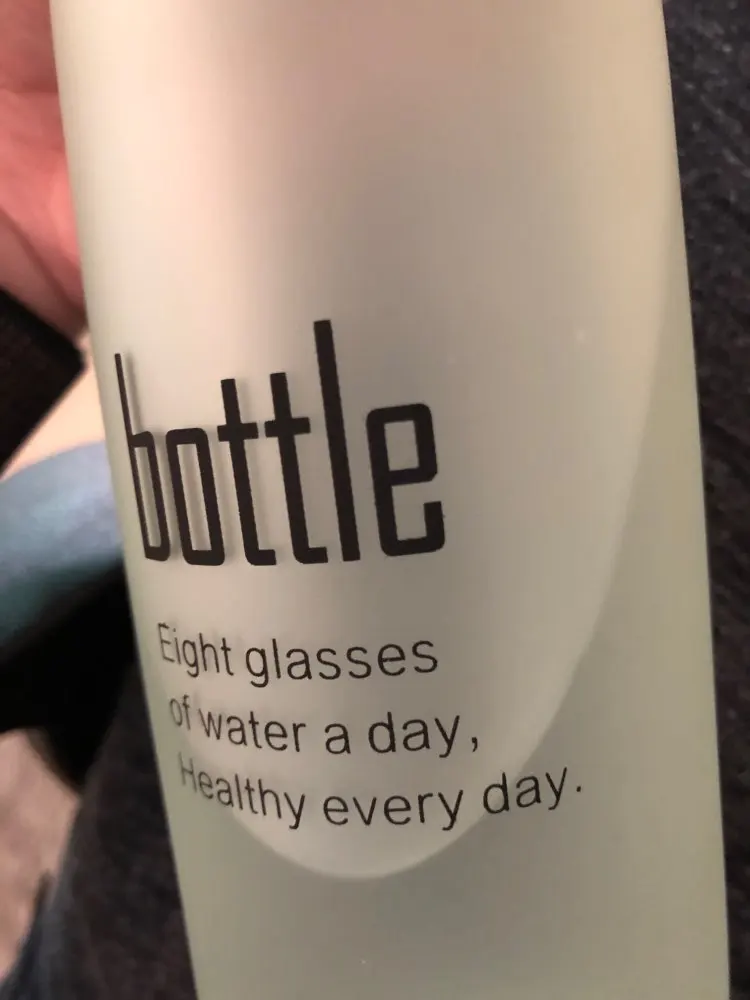 bottle
Eight glasses
of water a day,
Healthy every day.